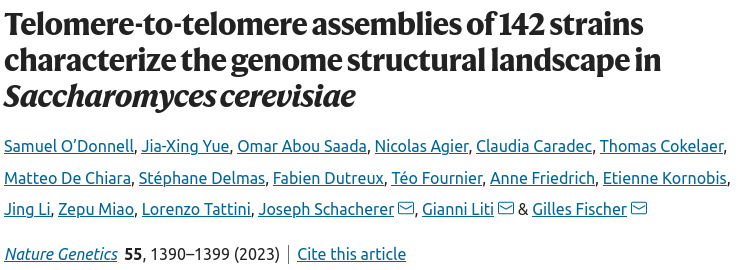 Telomere-to-telomere assemblies of 142 strains
characterize the genome structural landscape in
Saccharomyces cerevisiae
Samuel O’Donnell, Jia-Xing Yue, Omar Abou Saada, Nicolas Agier, Claudia Caradec, Thomas Cokelaer,
Matteo De Chiara, Stéphane Delmas, Fabien Dutreux, Téo Fournier, Anne Friedrich, Etienne Kornobis,
Jing Li, Zepu Miao, Lorenzo Tattini, Joseph Schacherer, Gianni Liti & Gilles Fischer
Nature Genetics 55, 1390–1399 (2023) | Cite this article